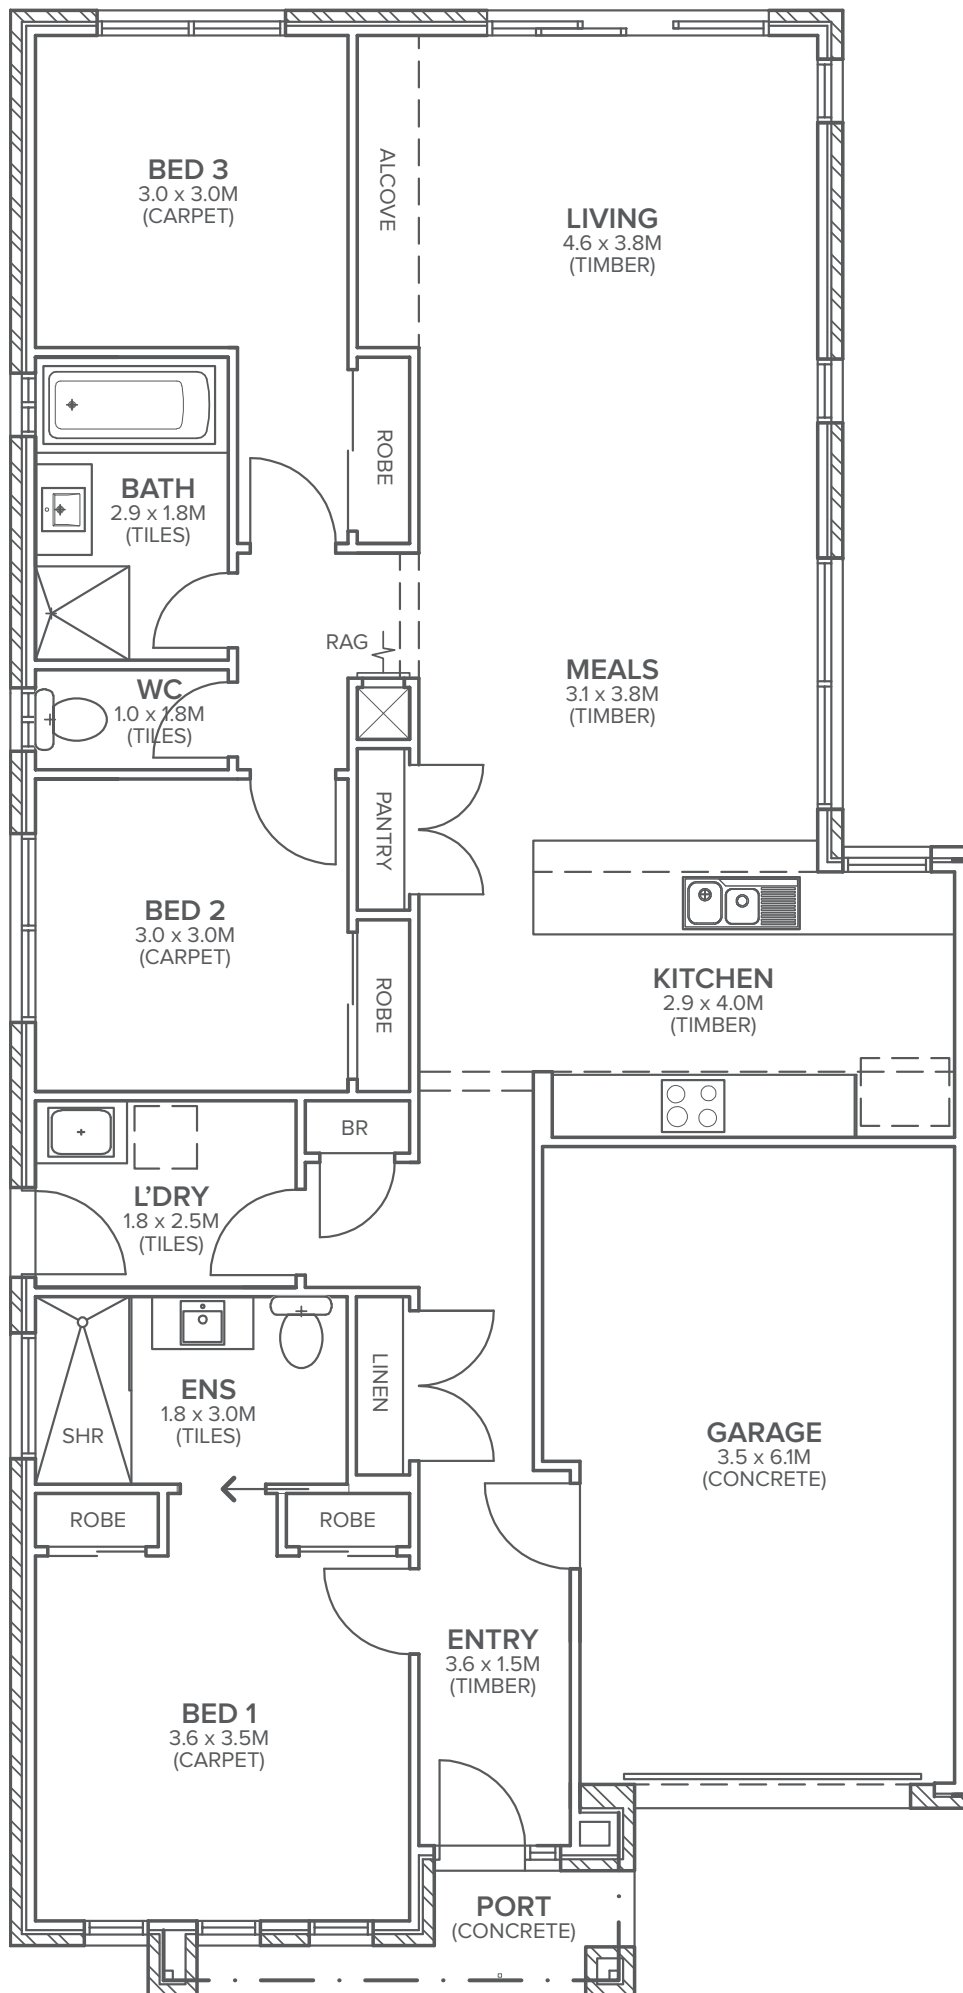 BED 3
3.0 x 3.0M
(CARPET)
ALCOVE
LIVING
4.6 x 3.8M
(TIMBER)
ROBE
BATH
2.9 x 1.8M
(TILES)
RAG
WC
1.0 x 1.8M
(TILES)
MEALS
3.1 x 3.8M
(TIMBER)
PANTRY
BED 2
3.0 x 3.0M
(CARPET)
ROBE
KITCHEN
2.9 x 4.0M
(TIMBER)
BR
L'DRY
1.8 x 2.5M
(TILES)
ENS
1.8 x 3.0M
(TILES)
SHR
LINEN
GARAGE
3.5 x 6.1M
(CONCRETE)
ROBE
ROBE
ENTRY
3.6 x 1.5M
(TIMBER)
BED 1
3.6 x 3.5M
(CARPET)
PORT
(CONCRETE)